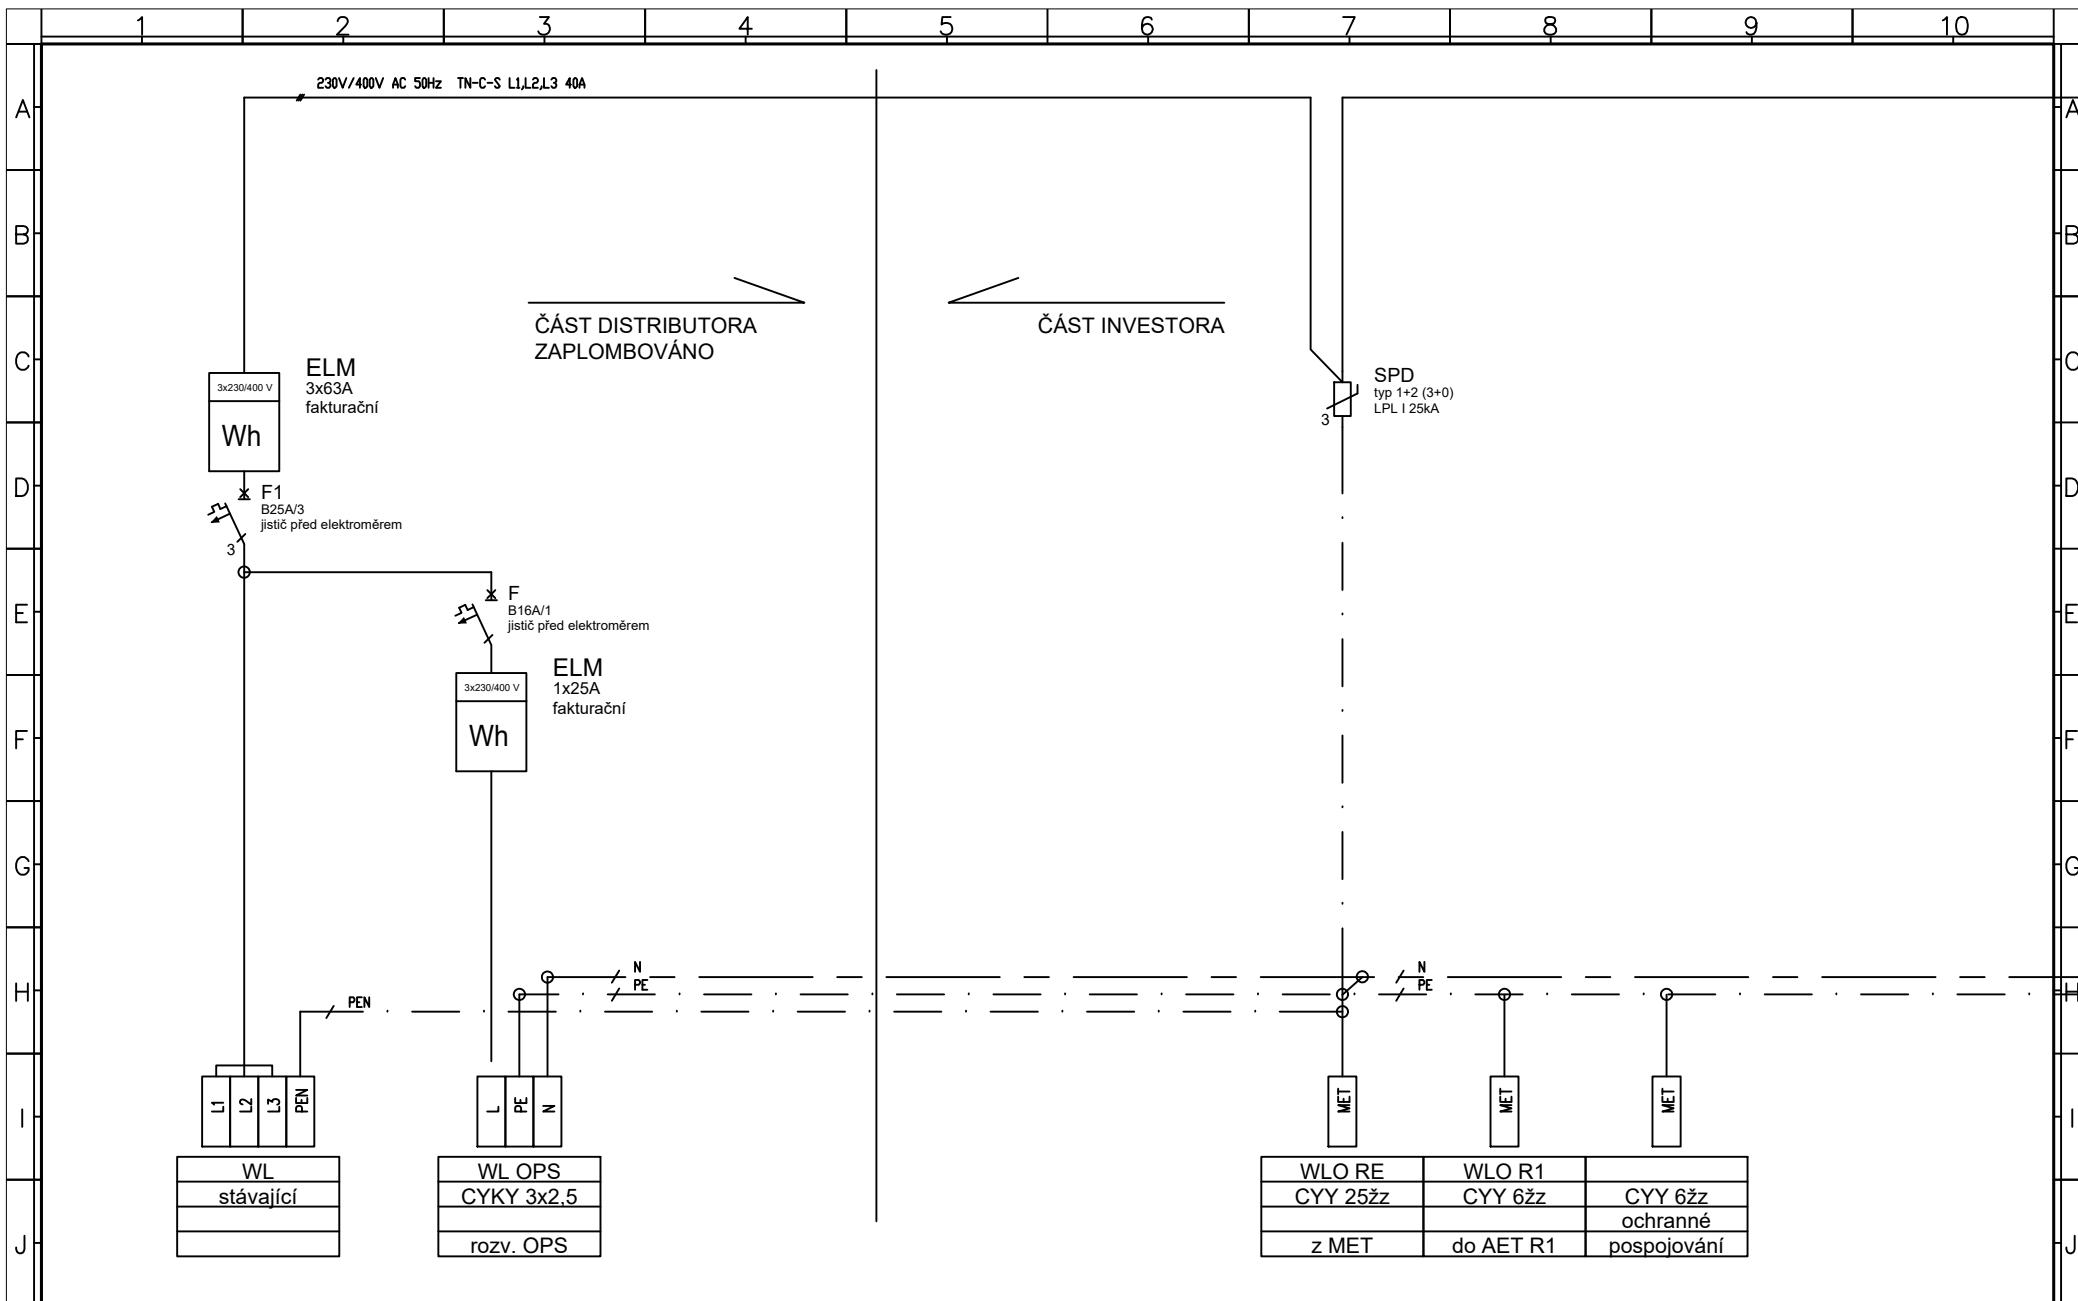 1 2 3 4 5 6 7 8 9 10
230V/400V AC 50Hz TN-C-S L1,L2,L3 40A
A A
B B
ČÁST DISTRIBUTORA
ZAPLOMBOVÁNO
ČÁST INVESTORA
C C
ELM
3x63A
fakturační
3x230/400 V
Wh
SPD
typ 1+2 (3+0)
LPL I 25kA
3
D D
F1
B25A/3
jistič před elektroměrem
3
E E
F
B16A/1
jistič před elektroměrem
ELM
1x25A
fakturační
3x230/400 V
Wh
F F
G G
N
PE
N
PE
H H
PEN
I I
L1 L2 L3 PEN
L PE N
MET
MET
MET
WL
stávající
WL OPS
CYKY 3x2,5
rozv. OPS
WLO RE
CYY 25žz
z MET
WLO R1
CYY 6žz
do AET R1
CYY 6žz
ochranné
pospojování
J J